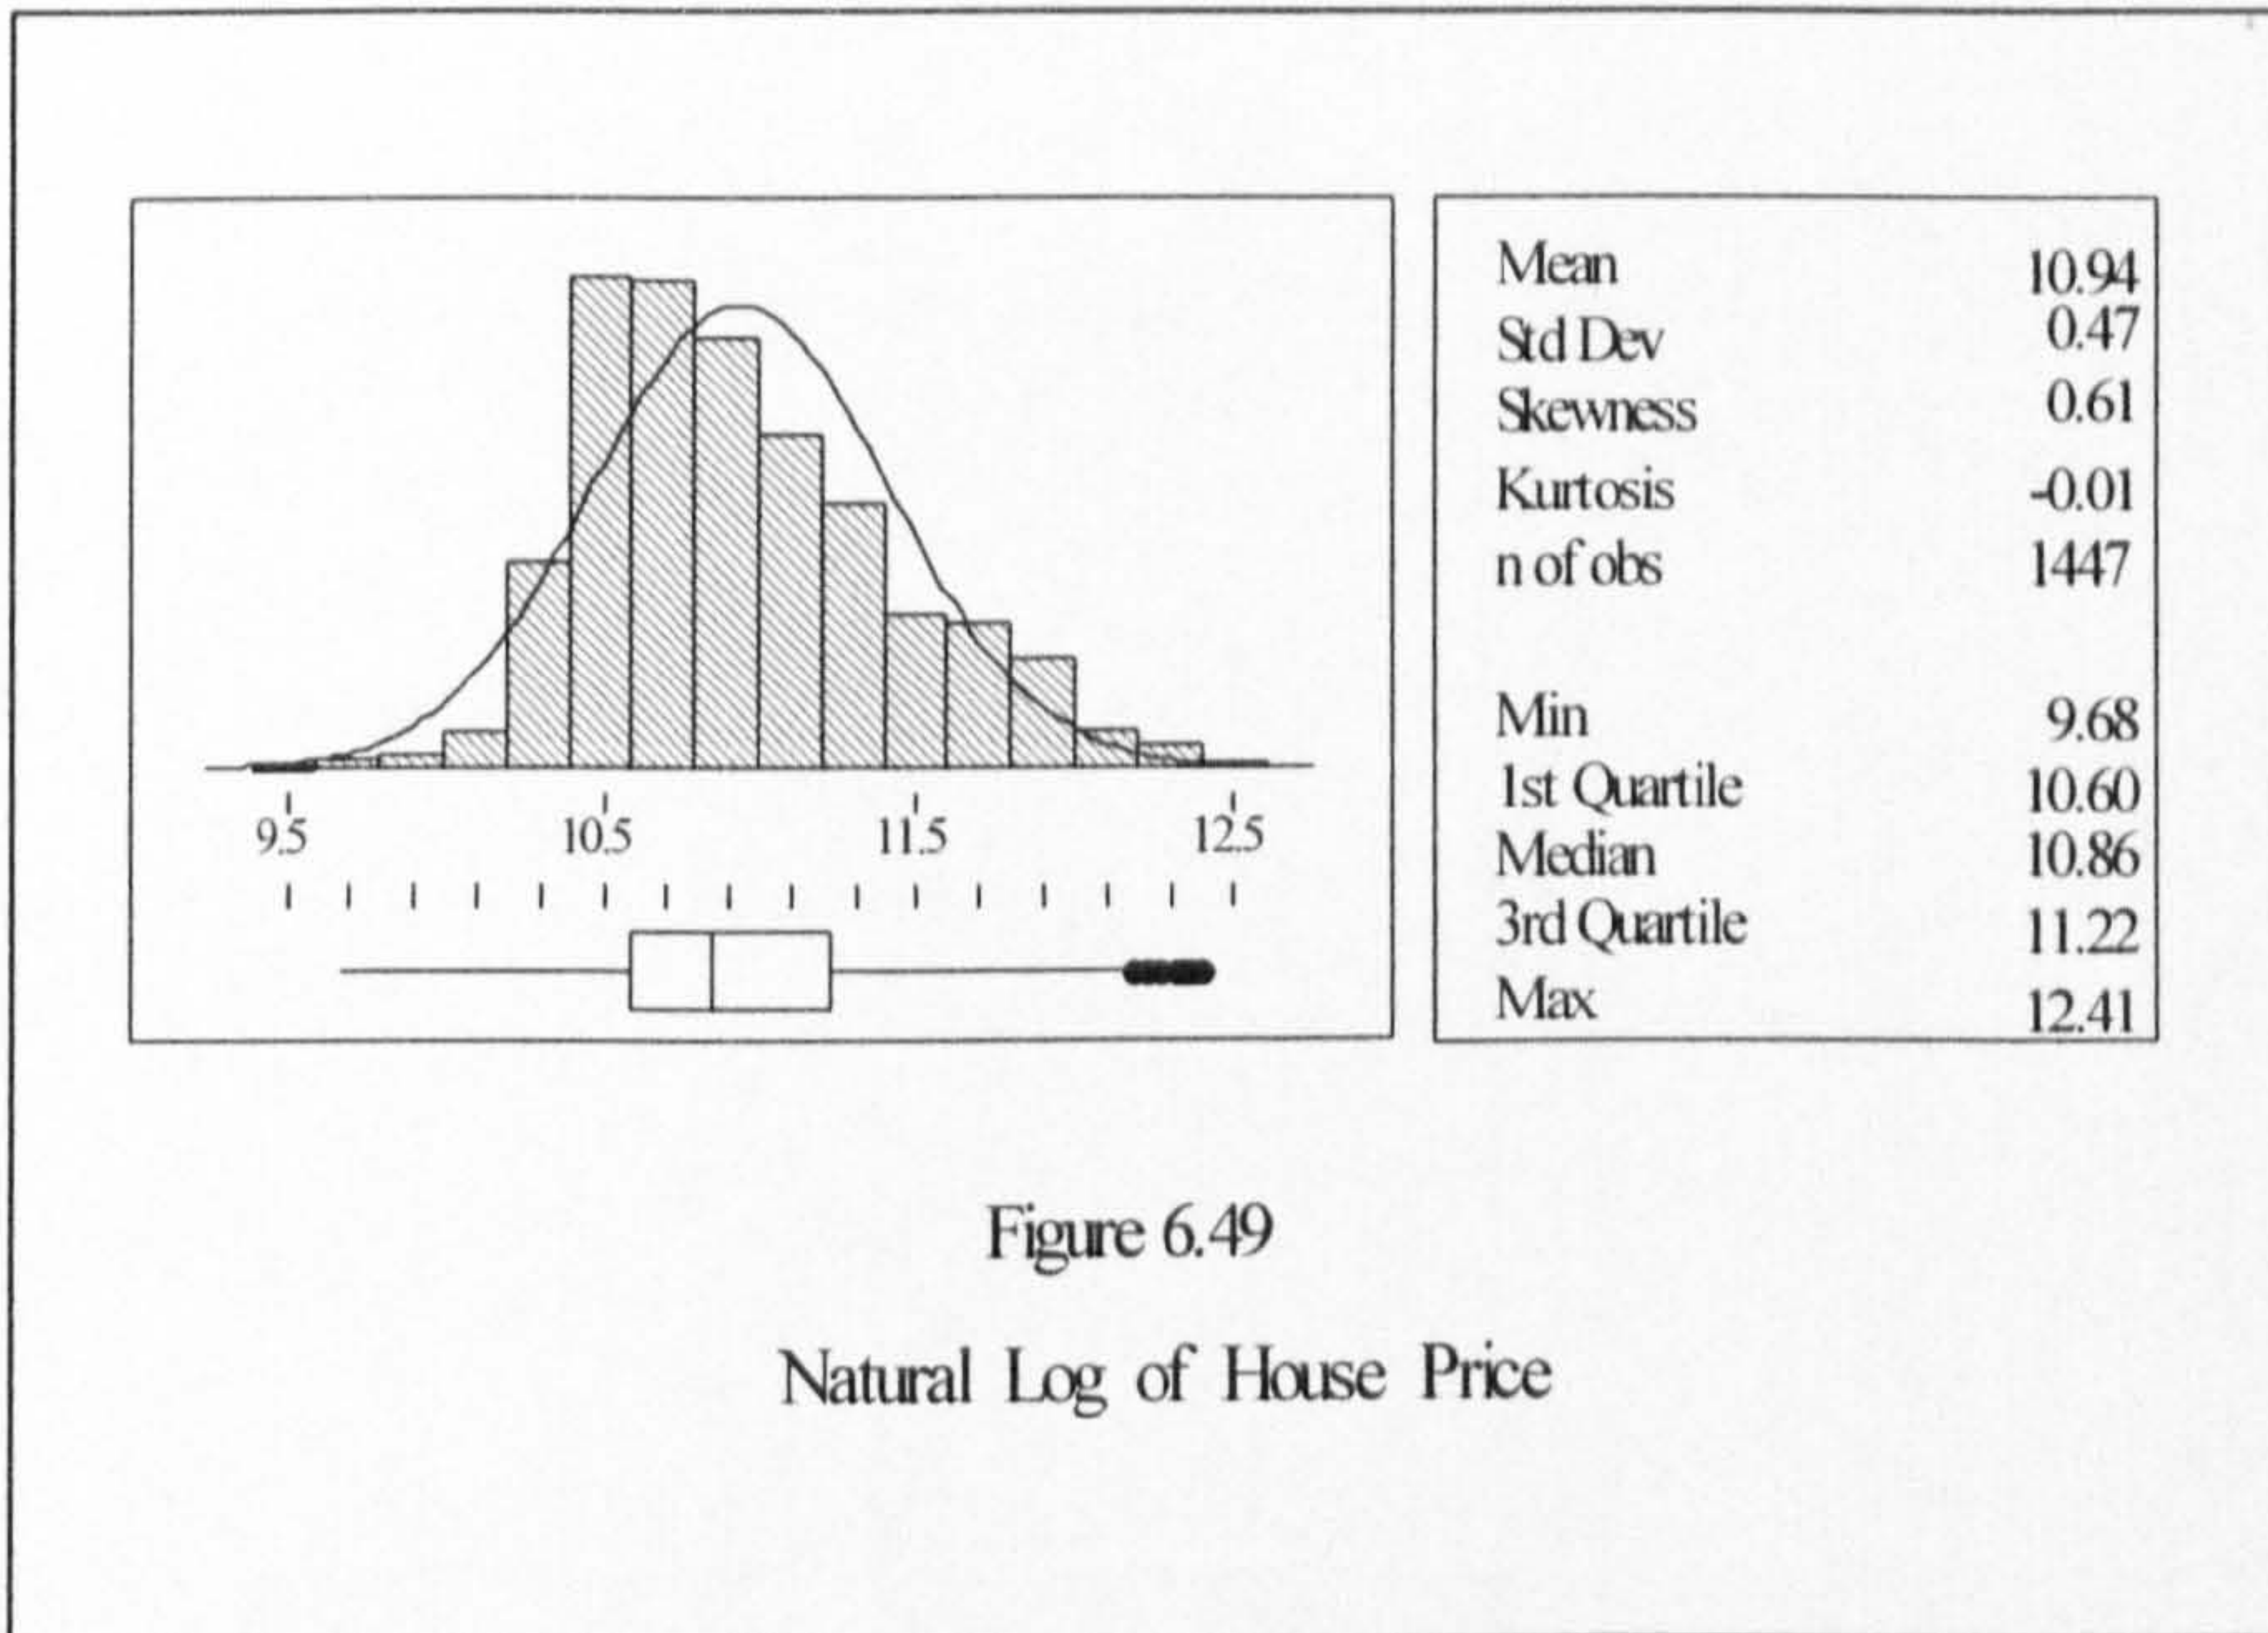 9.5 10.5 11.5 12.5
Mean 10.94
Std Dev 0.47
Skewness 0.61
Kurtosis -0.01
n of obs 1447
Min 9.68
1st Quartile 10.60
Median 10.86
3rd Quartile 11.22
Max 12.41
Figure 6.49
Natural Log of House Price